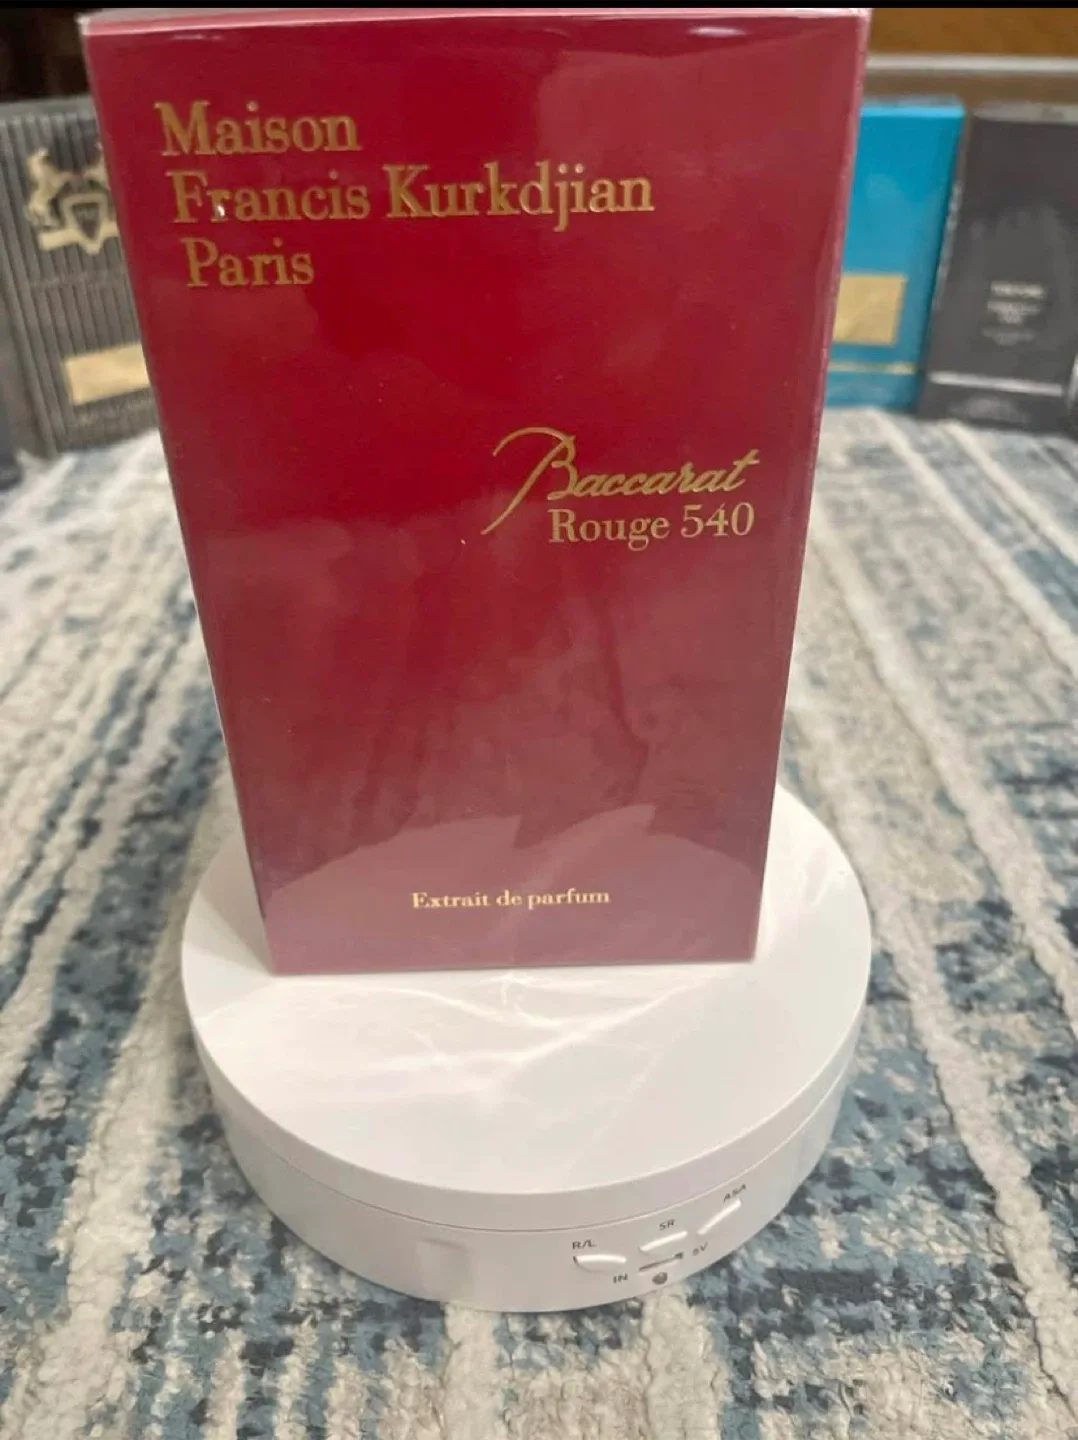 Maison
Francis Kurkdjian
Paris
Baccarat
Rouge 540
Extrait de parfum
R/L
SR
ASA
IN
5V